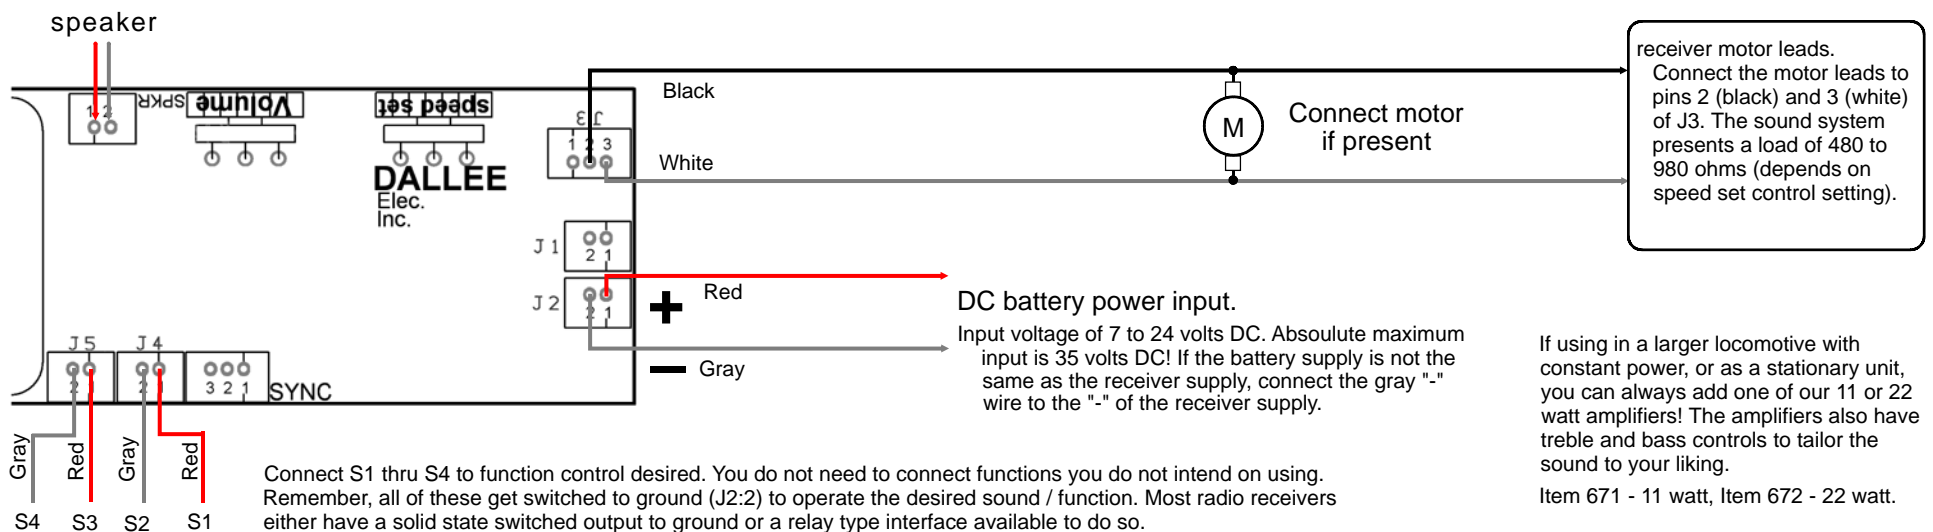 speaker
1 2
SPKR
Volume
speed set
DALLEE
Elec.
Inc.
J3
1 2 3
Black
White
M
Connect motor
if present
receiver motor leads.
Connect the motor leads to
pins 2 (black) and 3 (white)
of J3. The sound system
presents a load of 480 to
980 ohms (depends on
speed set control setting).
J 1
2 1
J 2
2 1
+
Red
Gray
DC battery power input.
Input voltage of 7 to 24 volts DC. Absoulute maximum
input is 35 volts DC! If the battery supply is not the
same as the receiver supply, connect the gray "-"
wire to the "-" of the receiver supply.
If using in a larger locomotive with
constant power, or as a stationary unit,
you can always add one of our 11 or 22
watt amplifiers! The amplifiers also have
treble and bass controls to tailor the
sound to your liking.
Item 671 - 11 watt, Item 672 - 22 watt.
J 5
2 1
J 4
2 1
3 2 1
SYNC
Gray
Red
Gray
Red
S4 S3 S2 S1
Connect S1 thru S4 to function control desired. You do not need to connect functions you do not intend on using.
Remember, all of these get switched to ground (J2:2) to operate the desired sound / function. Most radio receivers
either have a solid state switched output to ground or a relay type interface available to do so.